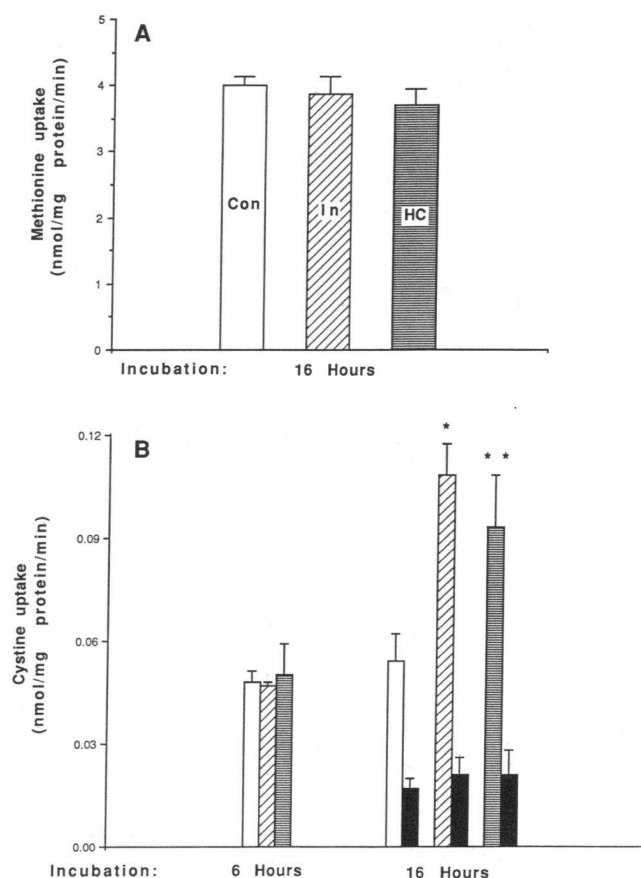 A
Methionine uptake
(nmol/mg protein/min)
5
4
3
2
1
0
Con
In
HC
Incubation: 16 Hours
B
Cystine uptake
(nmol/mg protein/min)
0.12
0.09
0.06
0.03
0.00
*
* *
Incubation: 6 Hours 16 Hours